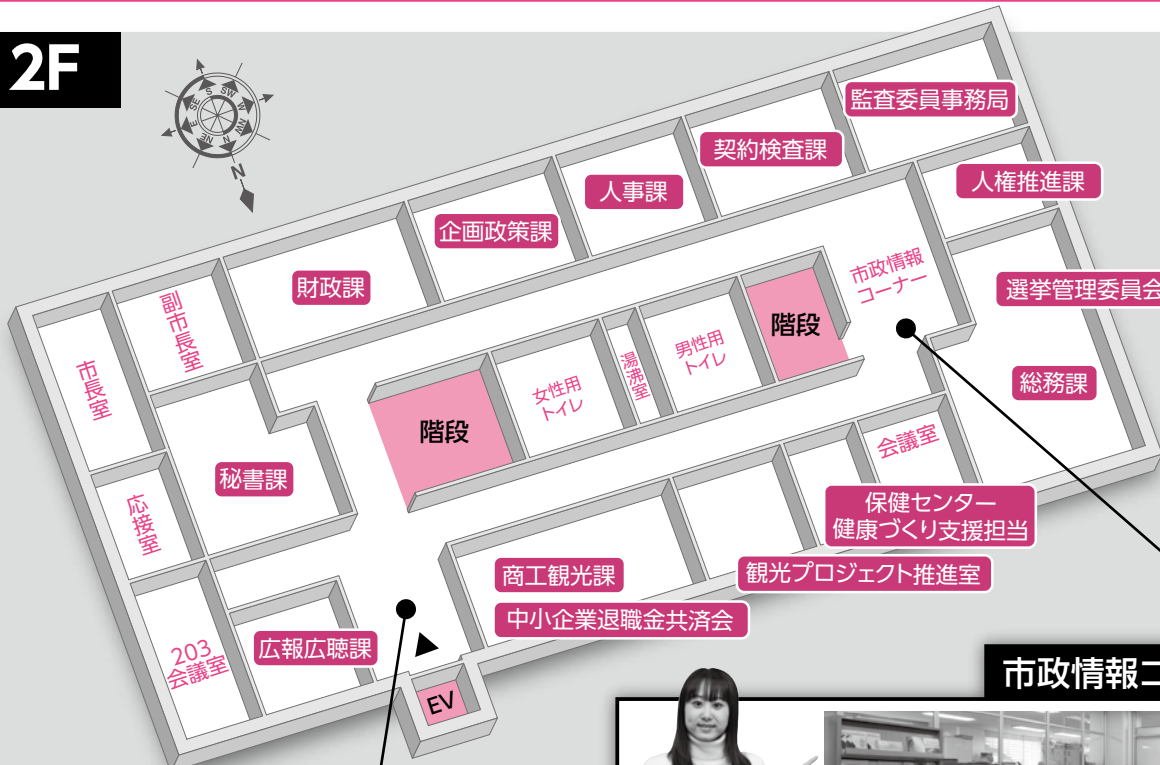 2F
S
SW
W
NW
N
NE
E
SE
N
監査委員事務局
契約検査課
人権推進課
人事課
企画政策課
財政課
市政情報
コーナー
選挙管理委員会
副市長室
市長室
階段
男性用
トイレ
湯沸室
女性用
トイレ
階段
総務課
会議室
秘書課
応接室
保健センター
健康づくり支援担当
商工観光課
観光プロジェクト推進室
中小企業退職金共済会
広報広聴課
203
会議室
EV
市政情報コ